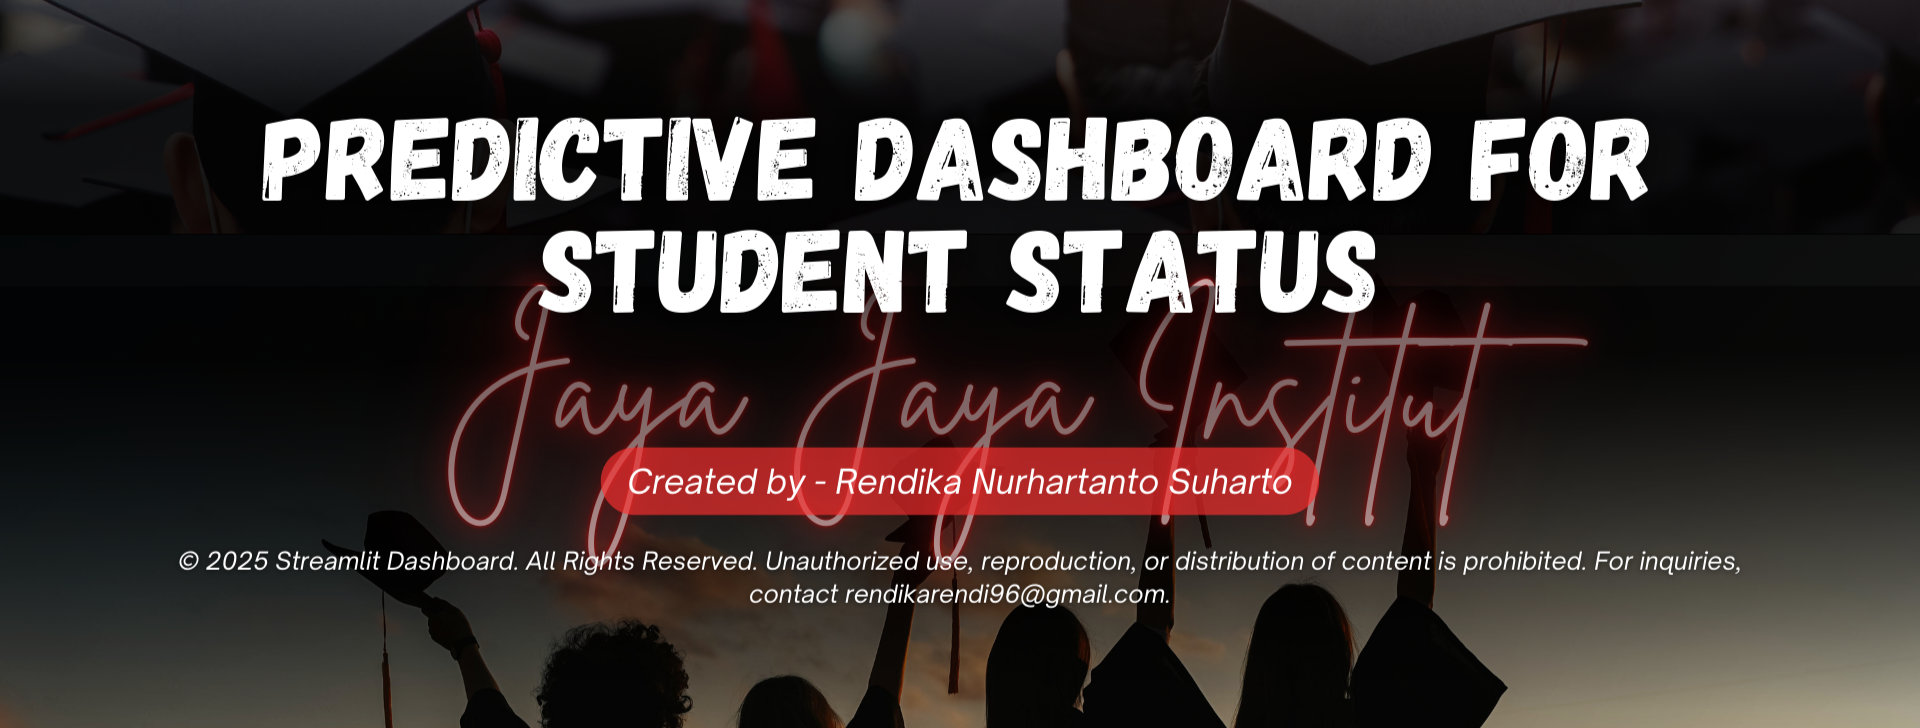 PREDICTIVE DASHBOARD FOR
STUDENT STATUS
Jaya Jaya Institut
Created by - Rendika Nurhartanto Suharto
© 2025 Streamlit Dashboard. All Rights Reserved. Unauthorized use, reproduction, or distribution of content is prohibited. For inquiries,
contact rendikarendi96@gmail.com.